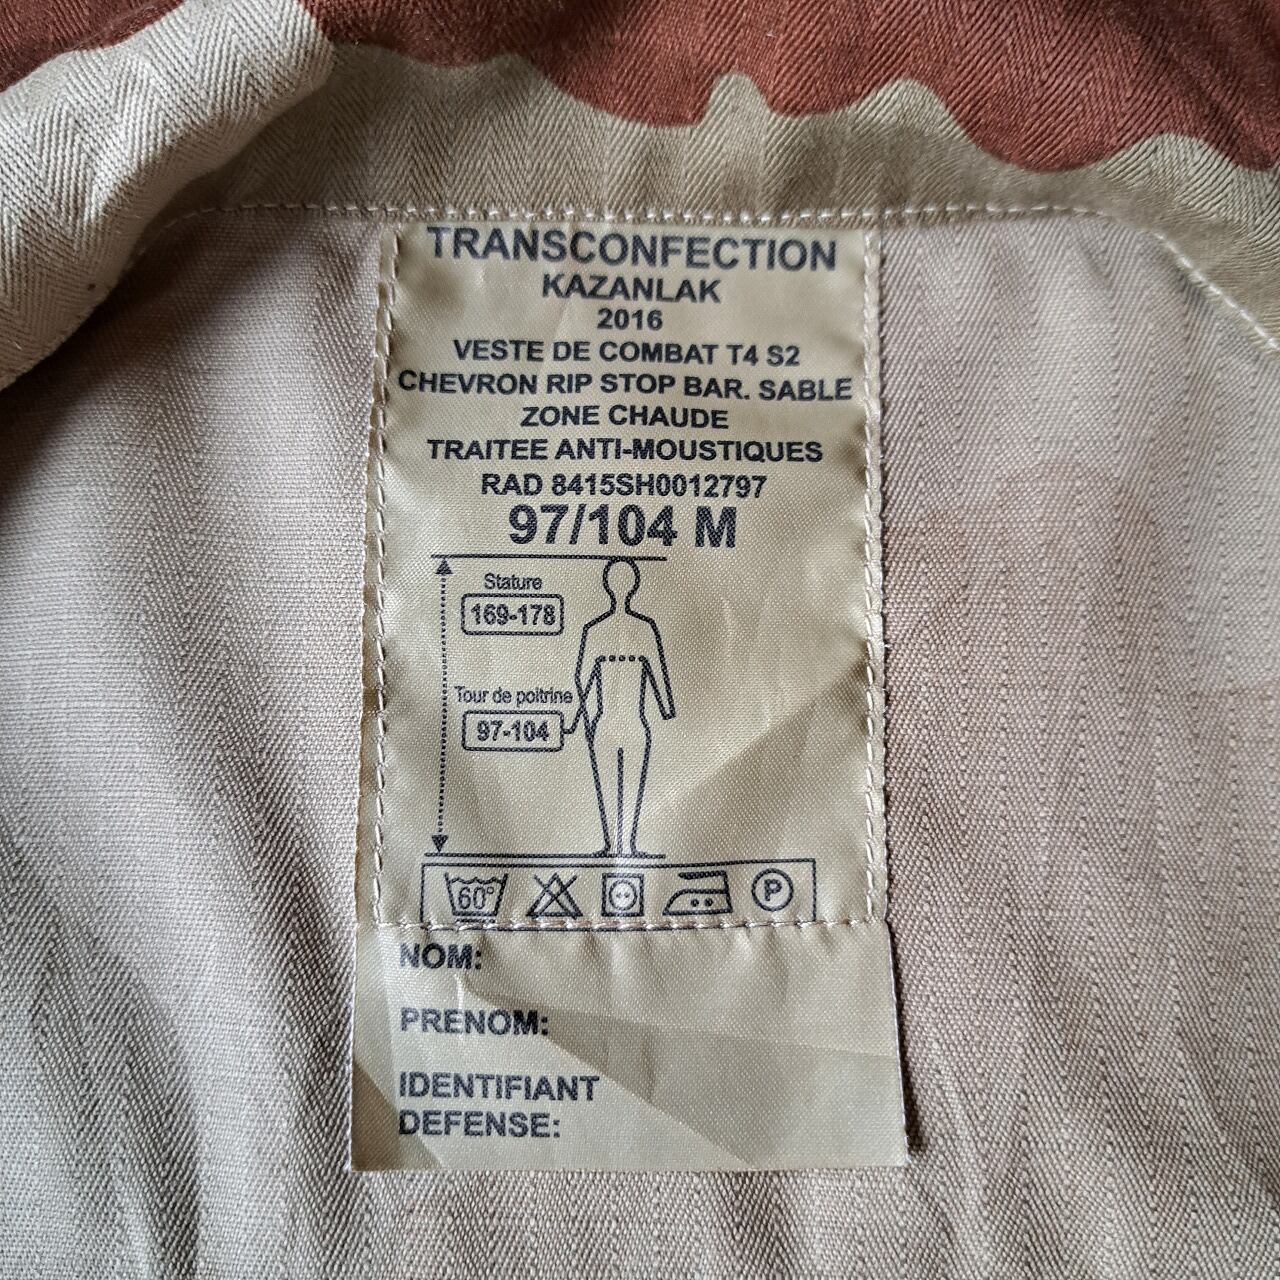 TRANSCONFECTION
KAZANLAK
2016
VESTE DE COMBAT T4 S2
CHEVRON RIP STOP BAR. SABLE
ZONE CHAUDE
TRAITEE ANTI-MOUSTIQUES
RAD 8415SH0012797
97/104 M
Stature
169-178
Tour de poitrine
97-104
60°
P
NOM:
PRENOM:
IDENTIFIANT
DEFENSE: